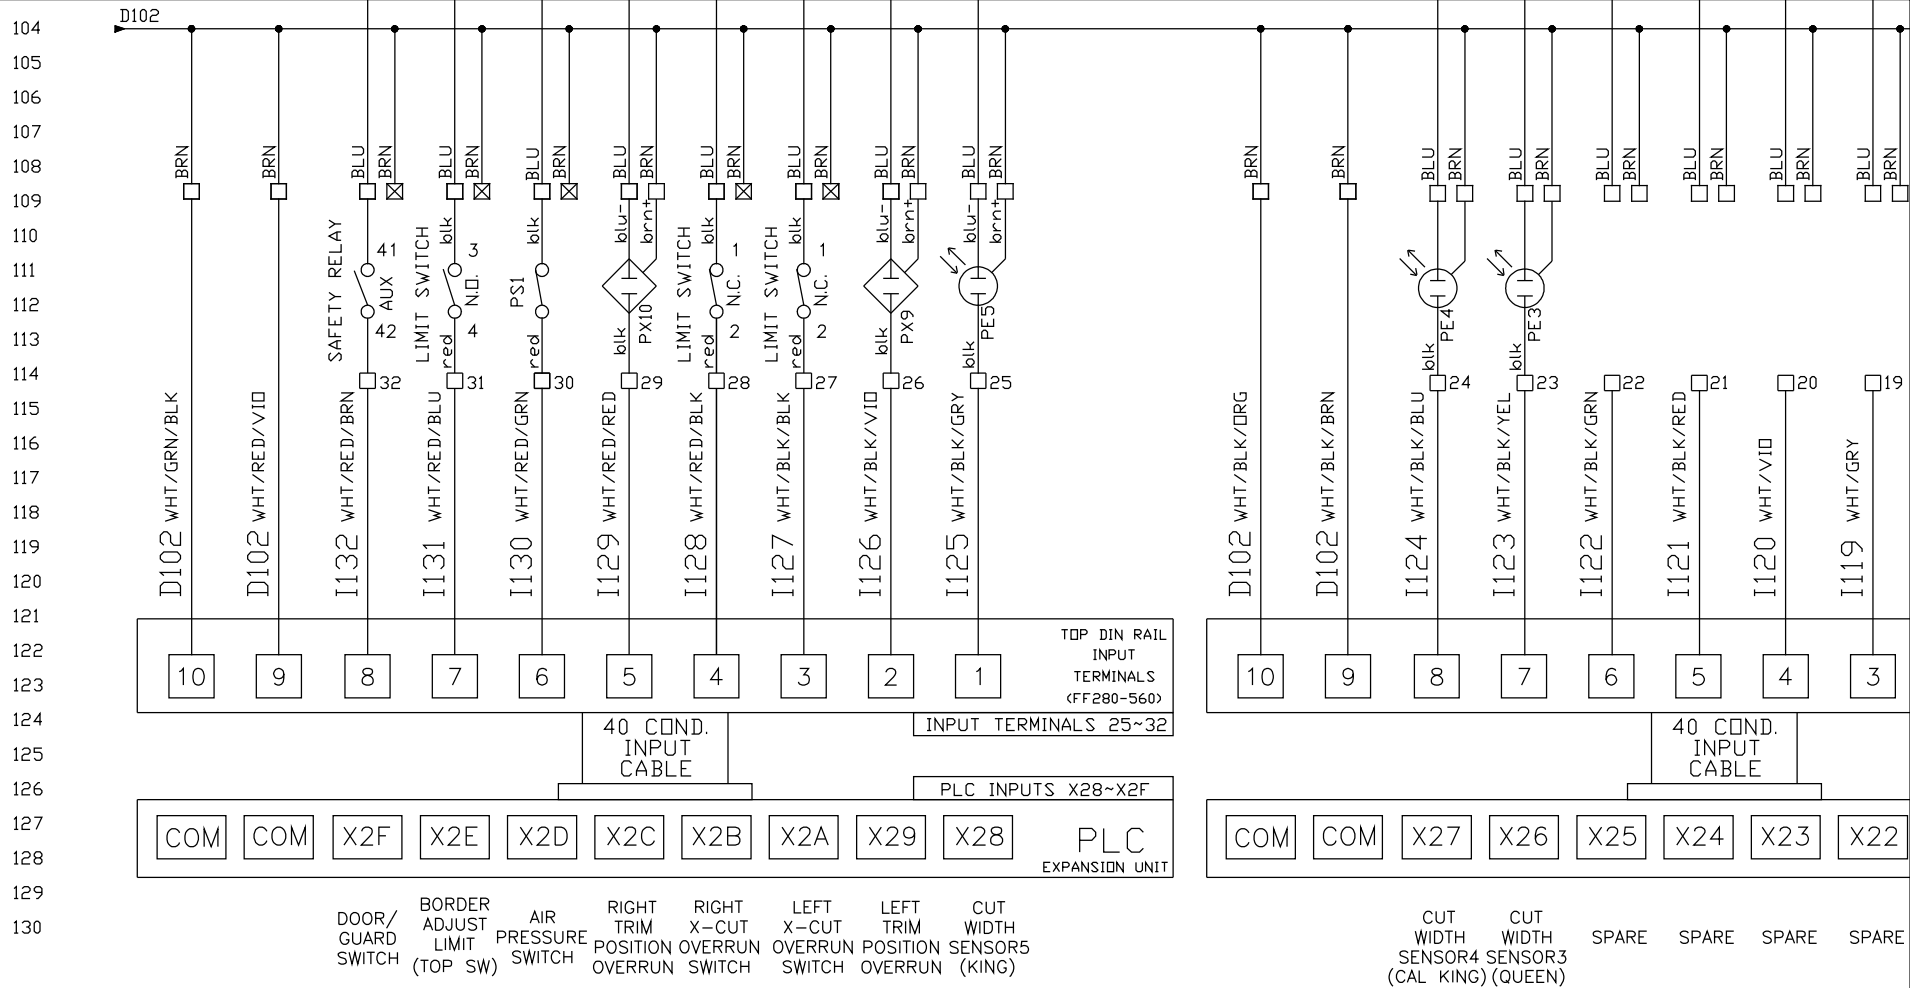 D102
104
105
106
107
108
109
110
111
112
113
114
115
116
117
118
119
120
121
122
123
124
125
126
127
128
129
130
BRN
BRN
BLU
BRN
BLU
BRN
BLU
BRN
BLU
BRN
BLU
BRN
BLU
BRN
BLU
BRN
BLU
BRN
BRN
BRN
BLU
BRN
BLU
BRN
BLU
BRN
BLU
BRN
BLU
BRN
BLU
BRN
SAFETY RELAY
41
AUX
42
32
LIMIT SWITCH
blk
3
N.O.
4
red
31
blk
PS1
red
30
blu-
brn+
PX10
blk
29
LIMIT SWITCH
blk
1
N.C.
2
red
28
LIMIT SWITCH
blk
1
N.C.
2
red
27
blu-
brn+
PX9
blk
26
blu-
brn+
PE5
blk
25
PE4
blk
24
PE3
blk
23
22
21
20
19
D102 WHT/GRN/BLK
D102 WHT/RED/VIO
I132 WHT/RED/BRN
I131 WHT/RED/BLU
I130 WHT/RED/GRN
I129 WHT/RED/RED
I128 WHT/RED/BLK
I127 WHT/BLK/BLK
I126 WHT/BLK/VIO
I125 WHT/BLK/GRY
D102 WHT/BLK/ORG
D102 WHT/BLK/BRN
I124 WHT/BLK/BLU
I123 WHT/BLK/YEL
I122 WHT/BLK/GRN
I121 WHT/BLK/RED
I120 WHT/VIO
I119 WHT/GRY
10 9 8 7 6 5 4 3 2 1
TOP DIN RAIL
INPUT
TERMINALS
(FF280-560)
10 9 8 7 6 5 4 3
INPUT TERMINALS 25~32
40 COND.
INPUT
CABLE
40 COND.
INPUT
CABLE
PLC INPUTS X28~X2F
COM COM X2F X2E X2D X2C X2B X2A X29 X28
PLC
EXPANSION UNIT
COM COM X27 X26 X25 X24 X23 X22
DOOR/
GUARD
SWITCH
BORDER
ADJUST
LIMIT
(TOP SW)
AIR
PRESSURE
SWITCH
RIGHT
TRIM
POSITION
OVERRUN
RIGHT
X-CUT
OVERRUN
SWITCH
LEFT
X-CUT
OVERRUN
SWITCH
LEFT
TRIM
POSITION
OVERRUN
CUT
WIDTH
SENSOR5
(KING)
CUT
WIDTH
SENSOR4
(CAL KING)
CUT
WIDTH
SENSOR3
(QUEEN)
SPARE
SPARE
SPARE
SPARE